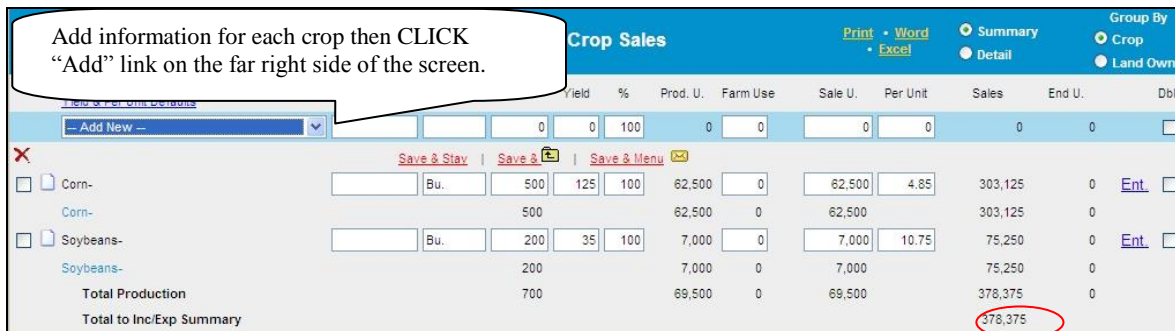 Add information for each crop then CLICK
“Add” link on the far right side of the screen.
Crop Sales
Print • Word
• Excel
Summary
Detail
Group By
Crop
Land Own
Yield & Per Unit Defaults
Yield % Prod. U. Farm Use Sale U. Per Unit Sales End U. Dbl
-- Add New -- 0 0 100 0 0 0 0 0 0
Save & Stay | Save & | Save & Menu
Corn- Bu. 500 125 100 62,500 0 62,500 4.85 303,125 0 Ent.
Corn- 500 62,500 0 62,500 303,125 0
Soybeans- Bu. 200 35 100 7,000 0 7,000 10.75 75,250 0 Ent.
Soybeans- 200 7,000 0 7,000 75,250 0
Total Production 700 69,500 0 69,500 378,375 0
Total to Inc/Exp Summary 378,375